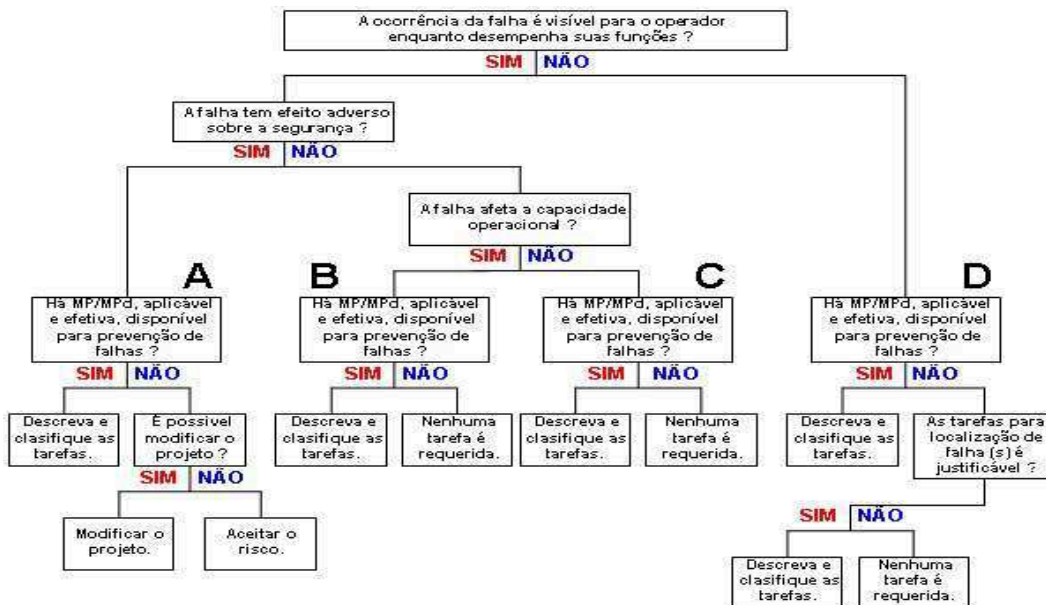 A ocorrência da falha é visível para o operador
enquanto desempenha suas funções ?
SIM NÃO
A falha tem efeito adverso
sobre a segurança ?
SIM NÃO
A falha afeta a capacidade
operacional ?
SIM NÃO
A
B
C
D
Há MP/MPd, aplicável
e efetiva, disponível
para prevenção de
falhas ?
Há MP/MPd, aplicável
e efetiva, disponível
para prevenção de
falhas ?
Há MP/MPd, aplicável
e efetiva, disponível
para prevenção de
falhas ?
Há MP/MPd, aplicável
e efetiva, disponível
para prevenção de
falhas ?
SIM NÃO
SIM NÃO
SIM NÃO
SIM NÃO
Descreva e
clasifique as
tarefas.
É possivel
modificar o
projeto ?
Descreva e
clasifique as
tarefas.
Nenhuma
tarefa é
requerida.
Descreva e
clasifique as
tarefas.
Nenhuma
tarefa é
requerida.
Descreva e
clasifique as
tarefas.
As tarefas para
localização de
falha (s) é
justificável ?
SIM NÃO
Modificar o
projeto.
Aceitar o
risco.
SIM NÃO
Descreva e
clasifique as
tarefas.
Nenhuma
tarefa é
requerida.